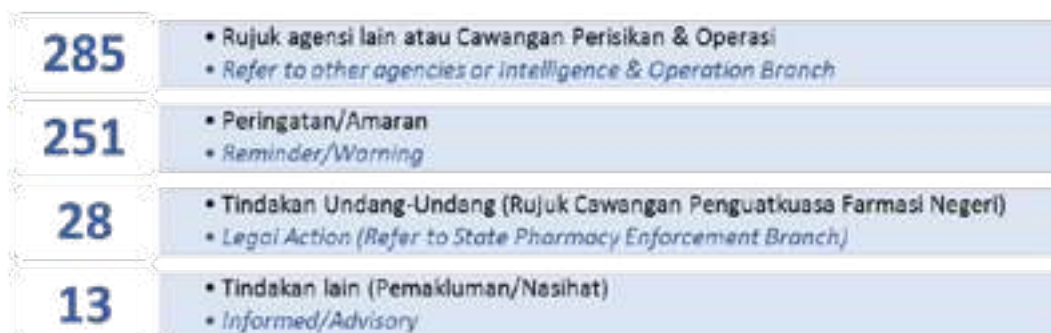 285
• Rujuk agensi lain atau Cawangan Perisikan & Operasi
• Refer to other agencies or Intelligence & Operation Branch
251
• Peringatan/Amaran
• Reminder/Warning
28
• Tindakan Undang-Undang (Rujuk Cawangan Penguatkuasa Farmasi Negeri)
• Legal Action (Refer to State Pharmacy Enforcement Branch)
13
• Tindakan lain (Pemakluman/Nasihat)
• Informed/Advisory